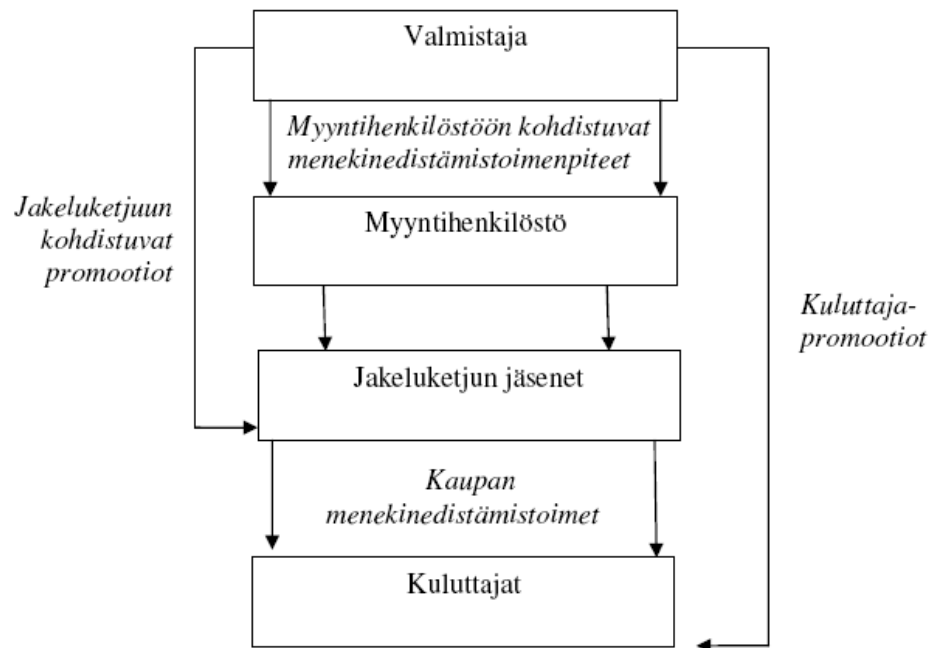 Valmistaja
Myyntihenkilöstöön kohdistuvat
menekinedistämistoimenpiteet
Jakeluketjuun
kohdistuvat
promootiot
Myyntihenkilöstö
Kuluttaja-
promootiot
Jakeluketjun jäsenet
Kaupan
menekinedistämistoimet
Kuluttajat